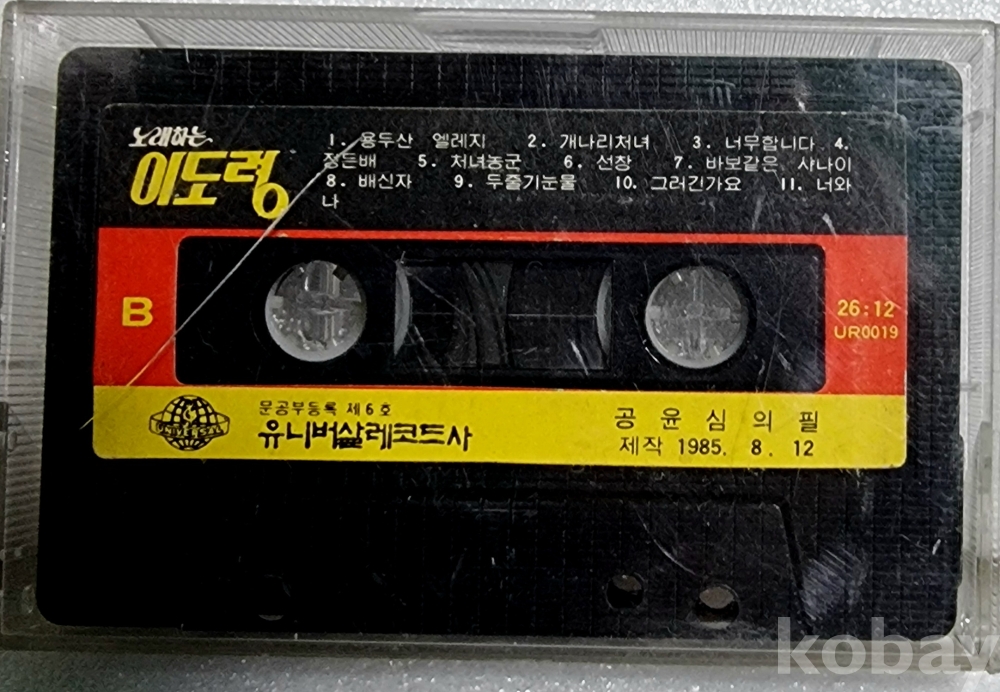 노래하는
이도령
1. 용두산 엘레지 2. 개나리처녀 3. 너무합니다 4.
정든배 5. 처녀농군 6. 선창 7. 바보같은 사나이
8. 배신자 9. 두줄기눈물 10. 그러긴가요 11. 너와
나
B
26:12
UR0019
UNIVERSAL
문공부등록 제6호
유니버살레코드사
공윤심의필
제작 1985. 8. 12
kobay